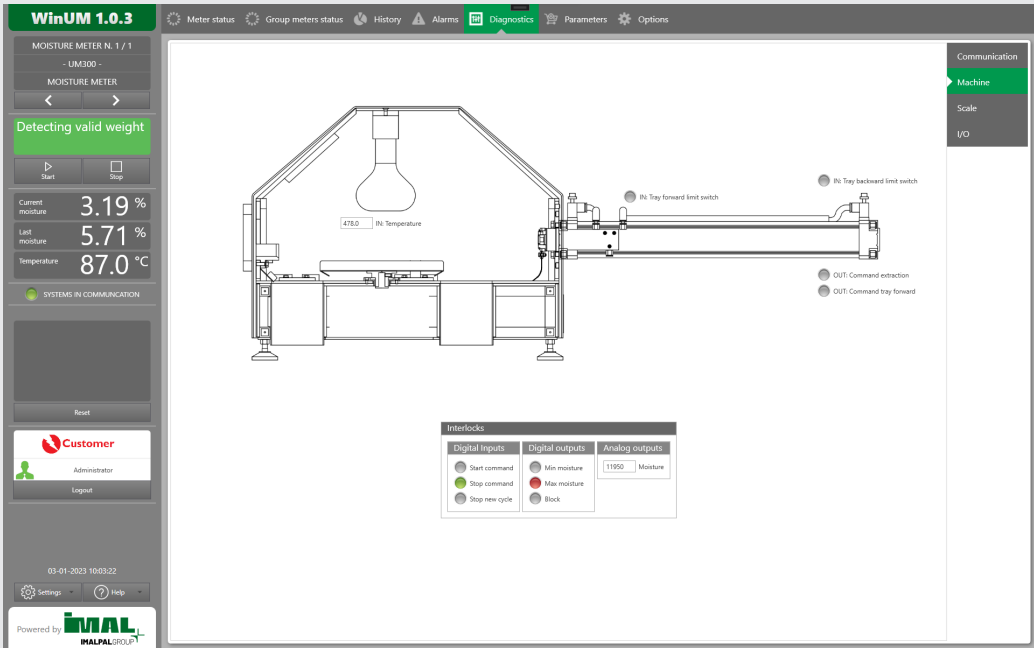 WinUM 1.0.3
Meter status
Group meters status
History
Alarms
Diagnostics
Parameters
Options
MOISTURE METER N. 1 / 1
- UM300 -
MOISTURE METER
Detecting valid weight
Start
Stop
Current moisture 3.19 %
Last moisture 5.71 %
Temperature 87.0 °C
SYSTEMS IN COMMUNCATION
Reset
Customer
Administrator
Logout
03-01-2023 10:03:22
Settings
Help
Powered by IMAL
IMALPAL GROUP
Communication
Machine
Scale
I/O
478.0 IN: Temperature
IN: Tray forward limit switch
IN: Tray backward limit switch
OUT: Command extraction
OUT: Command tray forward
Interlocks
Digital Inputs
Start command
Stop command
Stop new cycle
Digital outputs
Min moisture
Max moisture
Block
Analog outputs
11950 Moisture